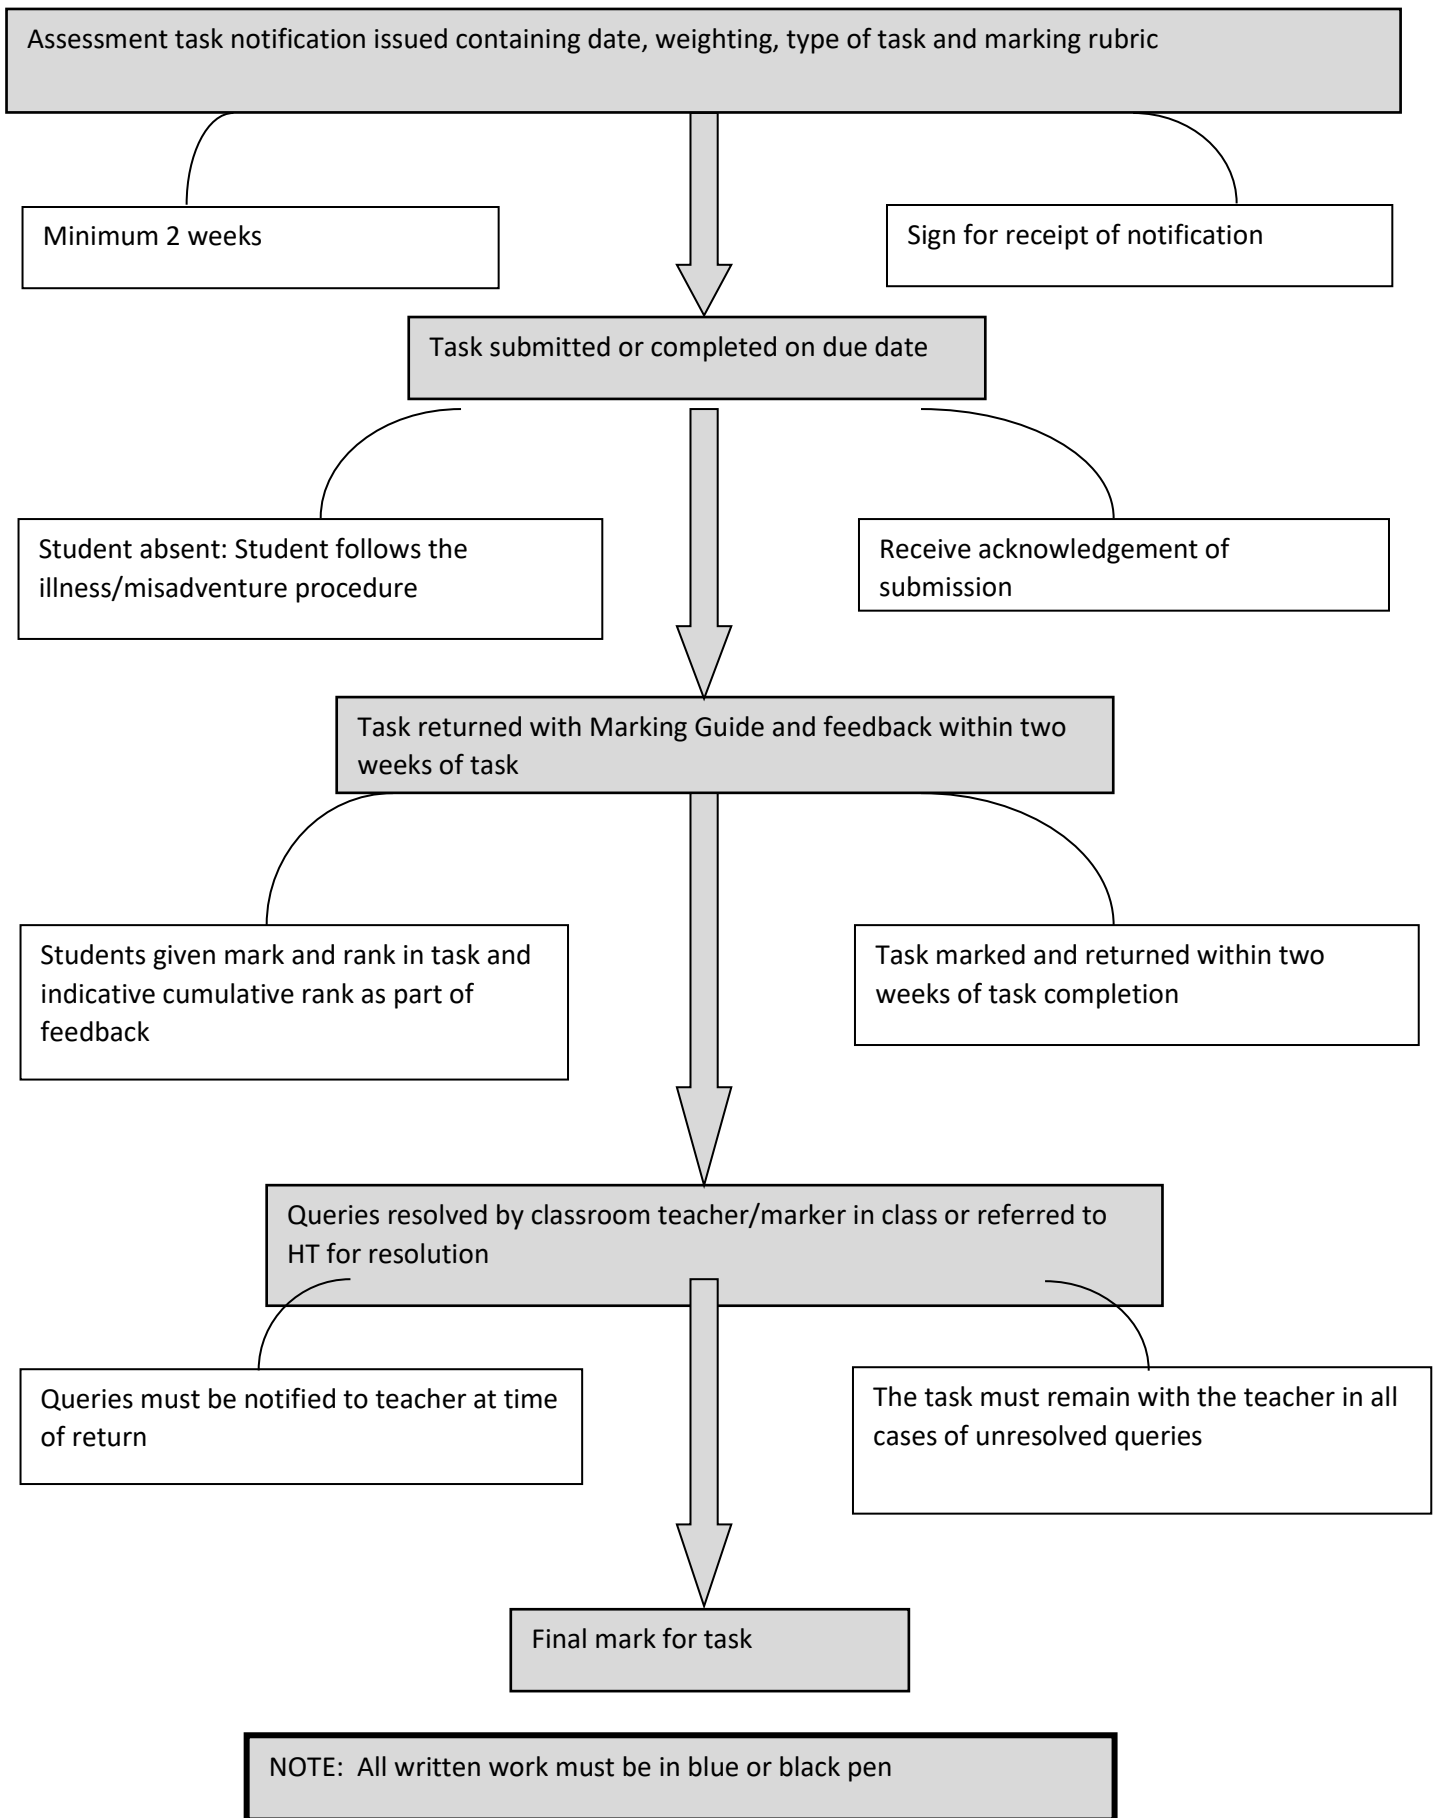 Assessment task notification issued containing date, weighting, type of task and marking rubric
Minimum 2 weeks
Sign for receipt of notification
Task submitted or completed on due date
Student absent: Student follows the
illness/misadventure procedure
Receive acknowledgement of
submission
Task returned with Marking Guide and feedback within two
weeks of task
Students given mark and rank in task and
indicative cumulative rank as part of
feedback
Task marked and returned within two
weeks of task completion
Queries resolved by classroom teacher/marker in class or referred to
HT for resolution
Queries must be notified to teacher at time
of return
The task must remain with the teacher in all
cases of unresolved queries
Final mark for task
NOTE:  All written work must be in blue or black pen